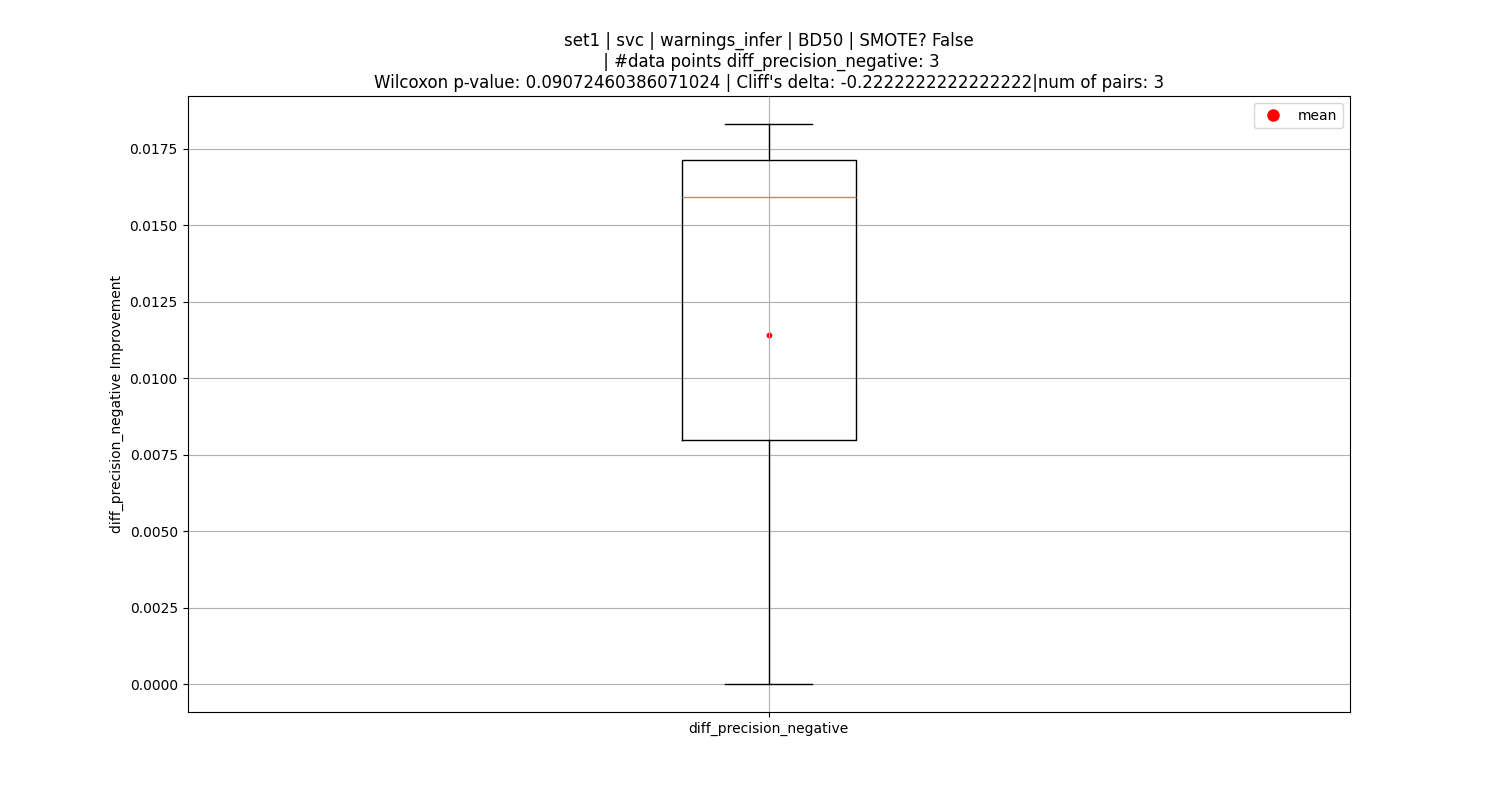 set1 | svc | warnings_infer | BD50 | SMOTE? False
| #data points diff_precision_negative: 3
Wilcoxon p-value: 0.09072460386071024 | Cliff's delta: -0.2222222222222222|num of pairs: 3
mean
0.0175
0.0150
0.0125
0.0100
0.0075
0.0050
0.0025
0.0000
diff_precision_negative Improvement
diff_precision_negative